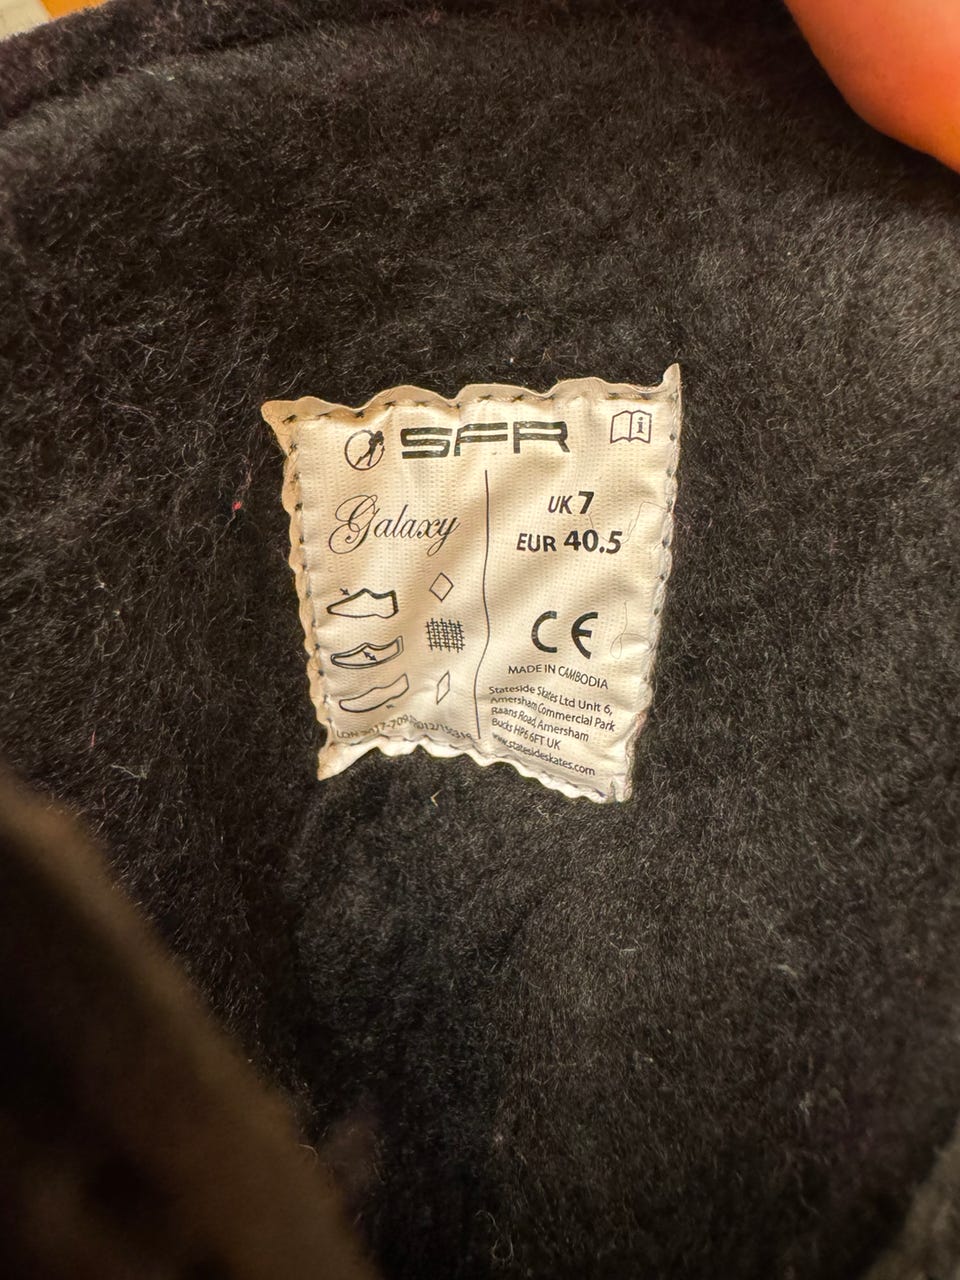 SFR
Galaxy
UK 7
EUR 40.5
CE
MADE IN CAMBODIA
Stateside Skates Ltd Unit 6,
Amersham Commercial Park
Raans Road, Amersham
Bucks HP6 6FT UK
www.statesideskates.com